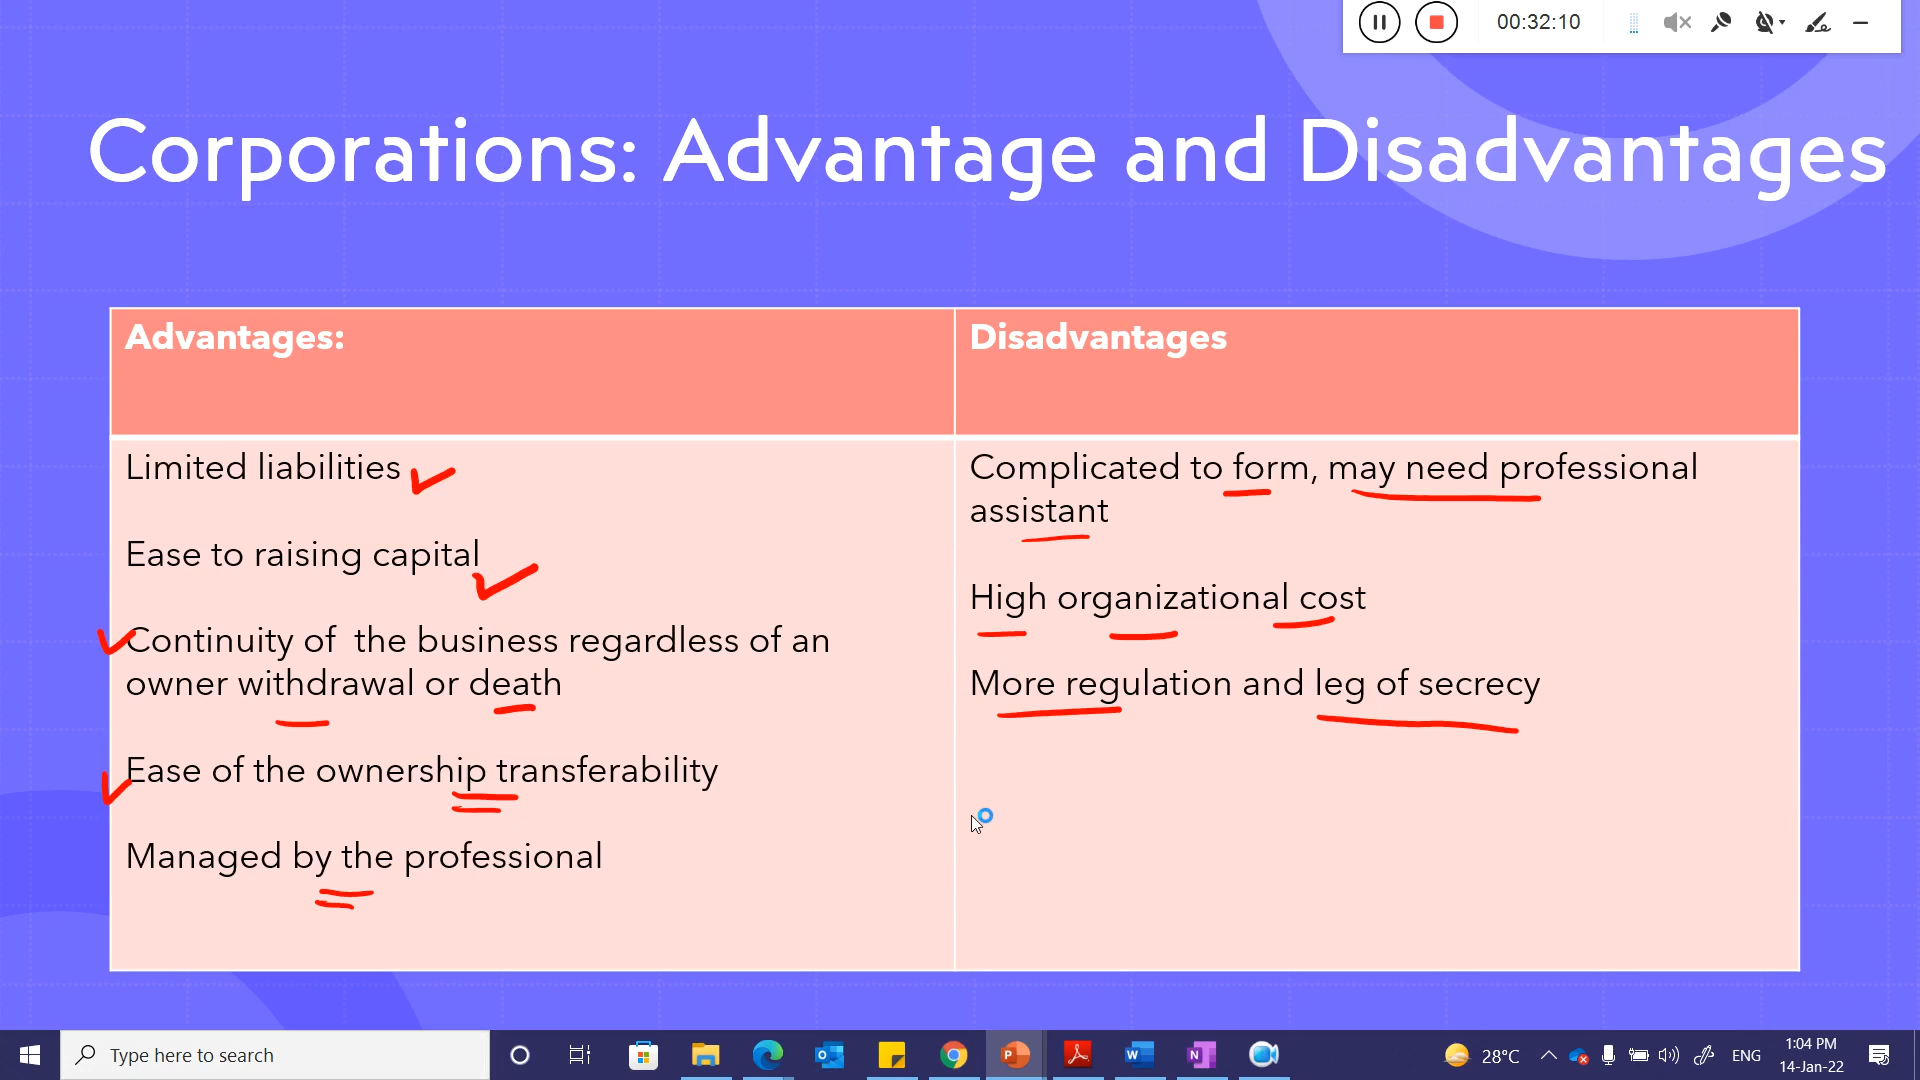 00:32:10
Corporations: Advantage and Disadvantages
Advantages:
Disadvantages
Limited liabilities
Ease to raising capital
Continuity of  the business regardless of an
owner withdrawal or death
Ease of the ownership transferability
Managed by the professional
Complicated to form, may need professional
assistant
High organizational cost
More regulation and leg of secrecy
Type here to search
28°C
ENG
1:04 PM
14-Jan-22